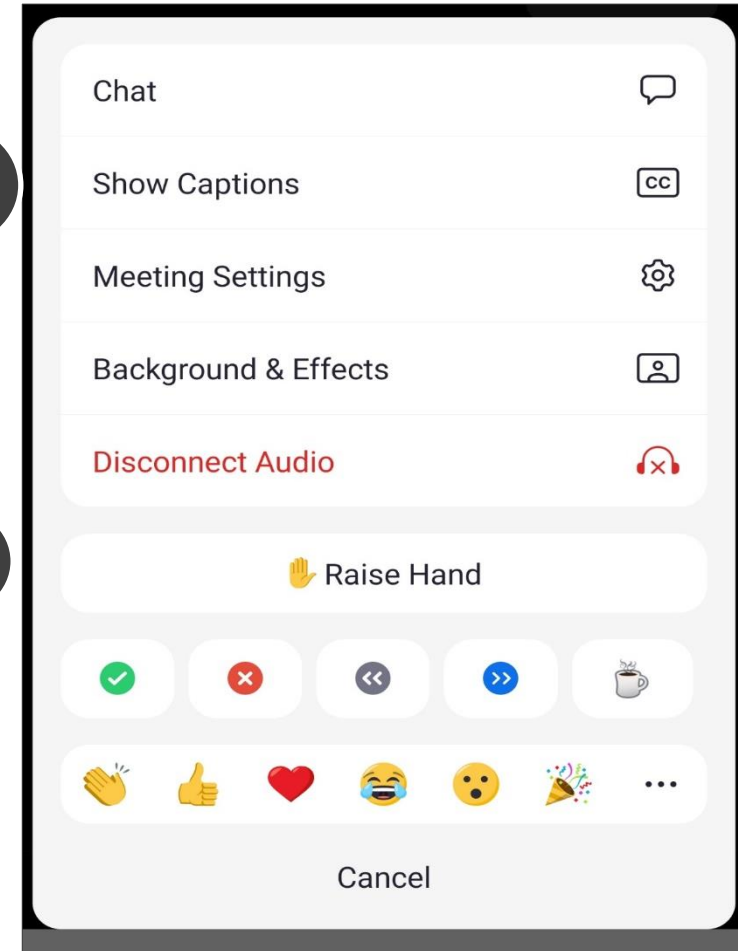 Chat
Show Captions
CC
Meeting Settings
Background & Effects
Disconnect Audio
✋ Raise Hand
Cancel